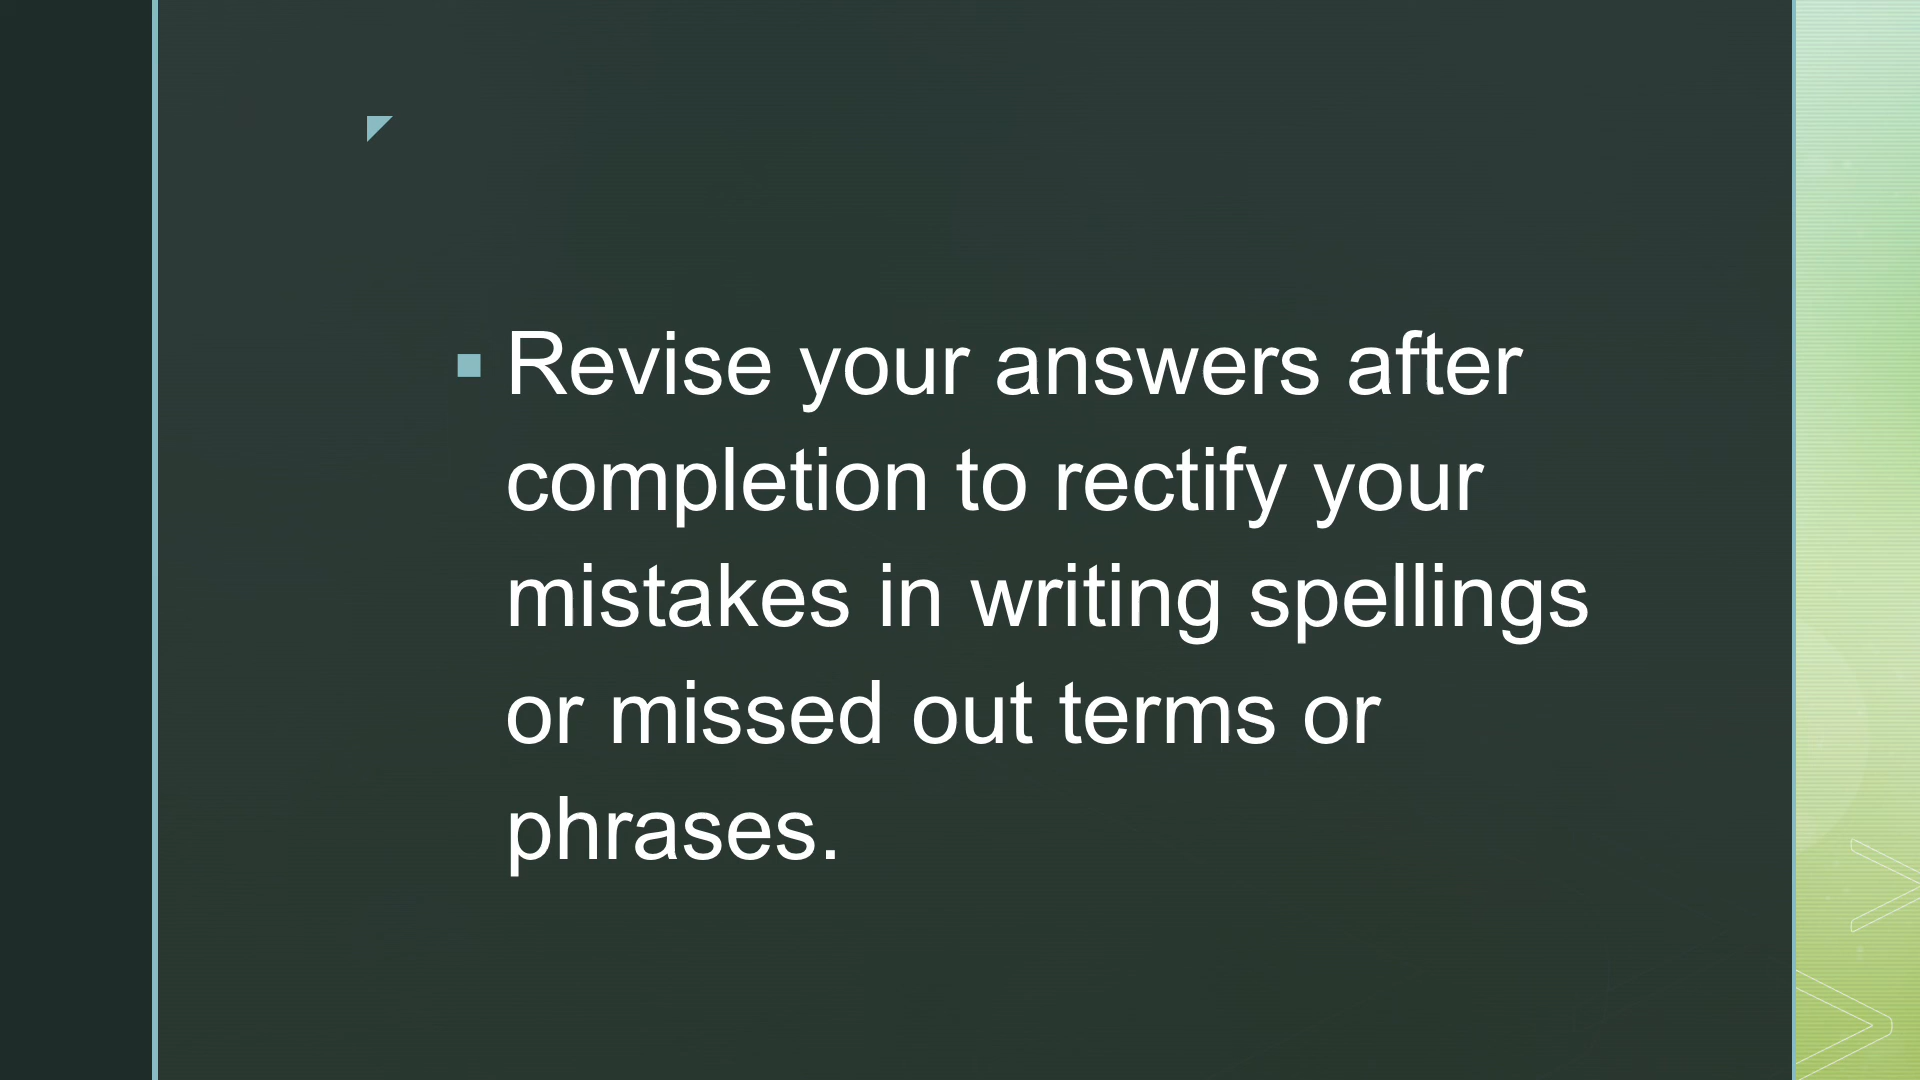 Revise your answers after
completion to rectify your
mistakes in writing spellings
or missed out terms or
phrases.